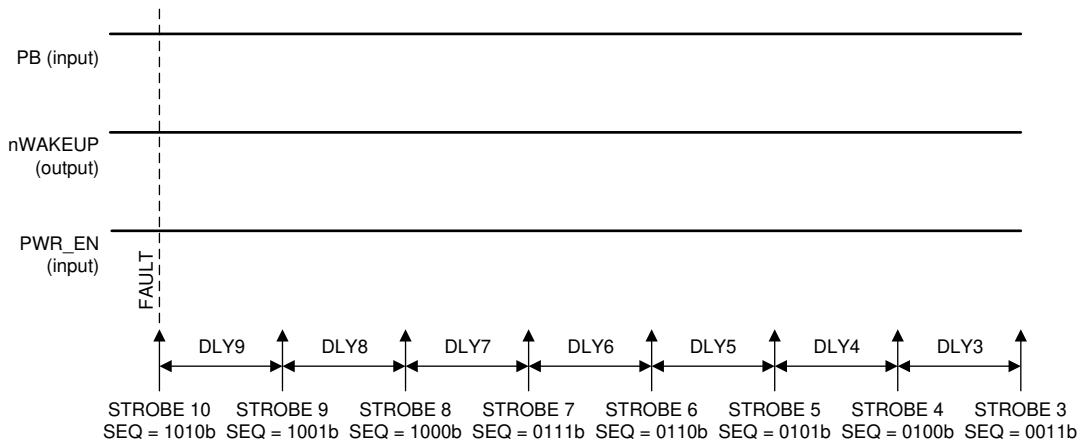 PB (input)
nWAKEUP
(output)
PWR_EN
(input)
FAULT
DLY9 DLY8 DLY7 DLY6 DLY5 DLY4 DLY3
STROBE 10 STROBE 9 STROBE 8 STROBE 7 STROBE 6 STROBE 5 STROBE 4 STROBE 3
SEQ = 1010b SEQ = 1001b SEQ = 1000b SEQ = 0111b SEQ = 0110b SEQ = 0101b SEQ = 0100b SEQ = 0011b